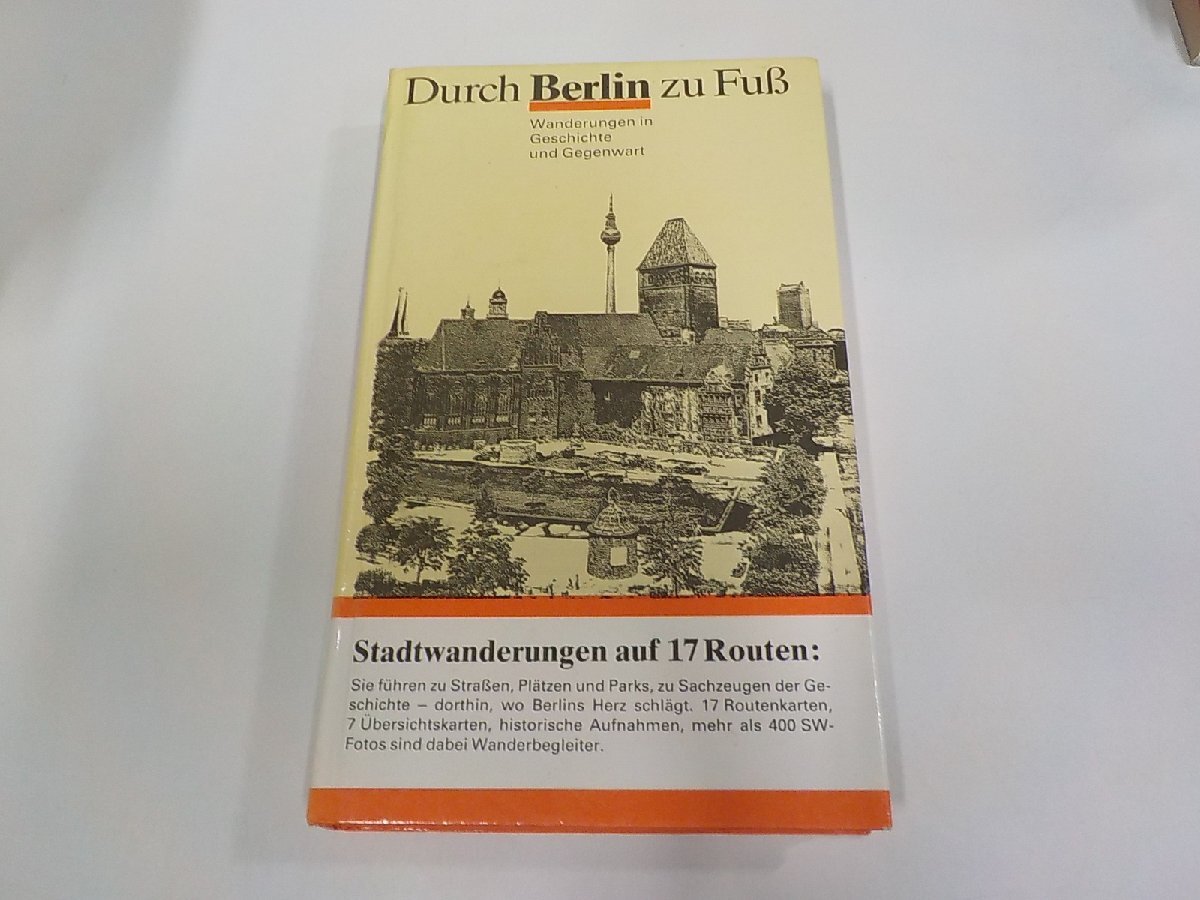 Durch Berlin zu Fuß
Wanderungen in
Geschichte
und Gegenwart
Stadtwanderungen auf 17 Routen:
Sie führen zu Straßen, Plätzen und Parks, zu Sachzeugen der Ge-
schichte – dorthin, wo Berlins Herz schlägt. 17 Routenkarten,
7 Übersichtskarten, historische Aufnahmen, mehr als 400 SW-
Fotos sind dabei Wanderbegleiter.